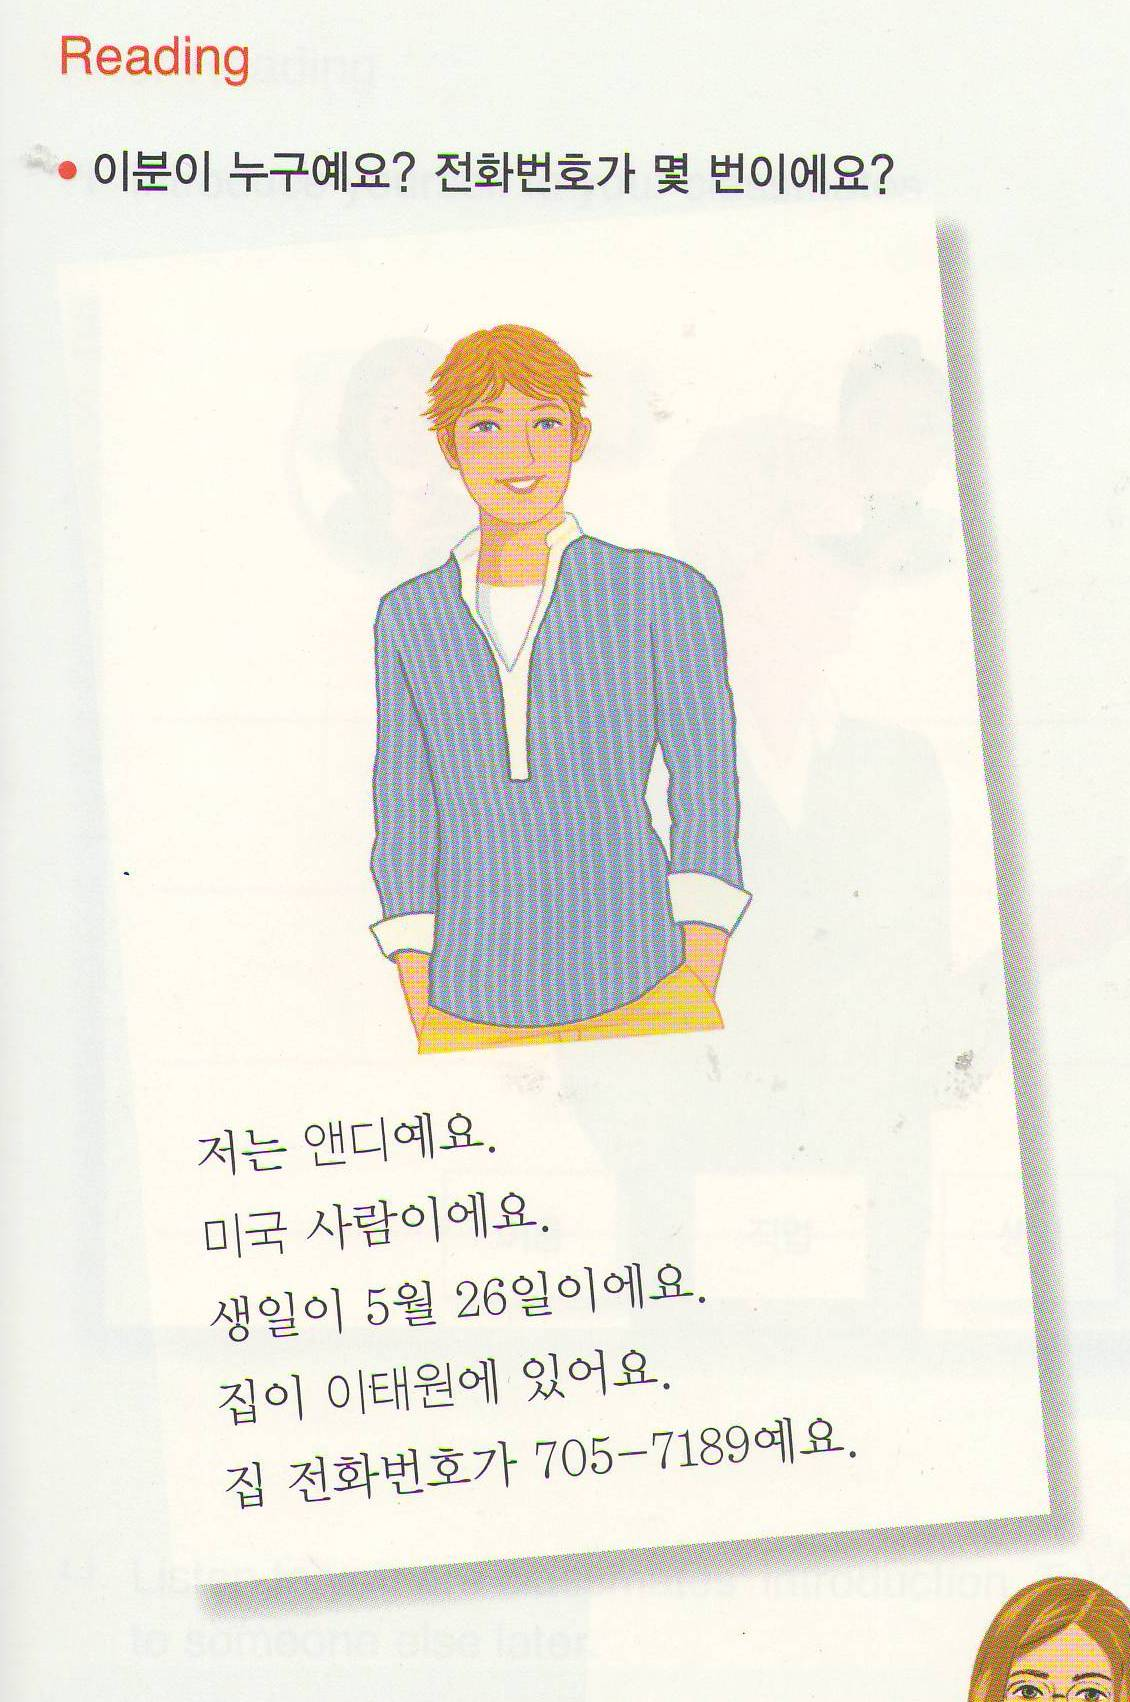 Reading
• 이분이 누구예요? 전화번호가 몇 번이에요?
저는 앤디예요.
미국 사람이에요.
생일이 5월 26일이에요.
집이 이태원에 있어요.
집 전화번호가 705-7189예요.